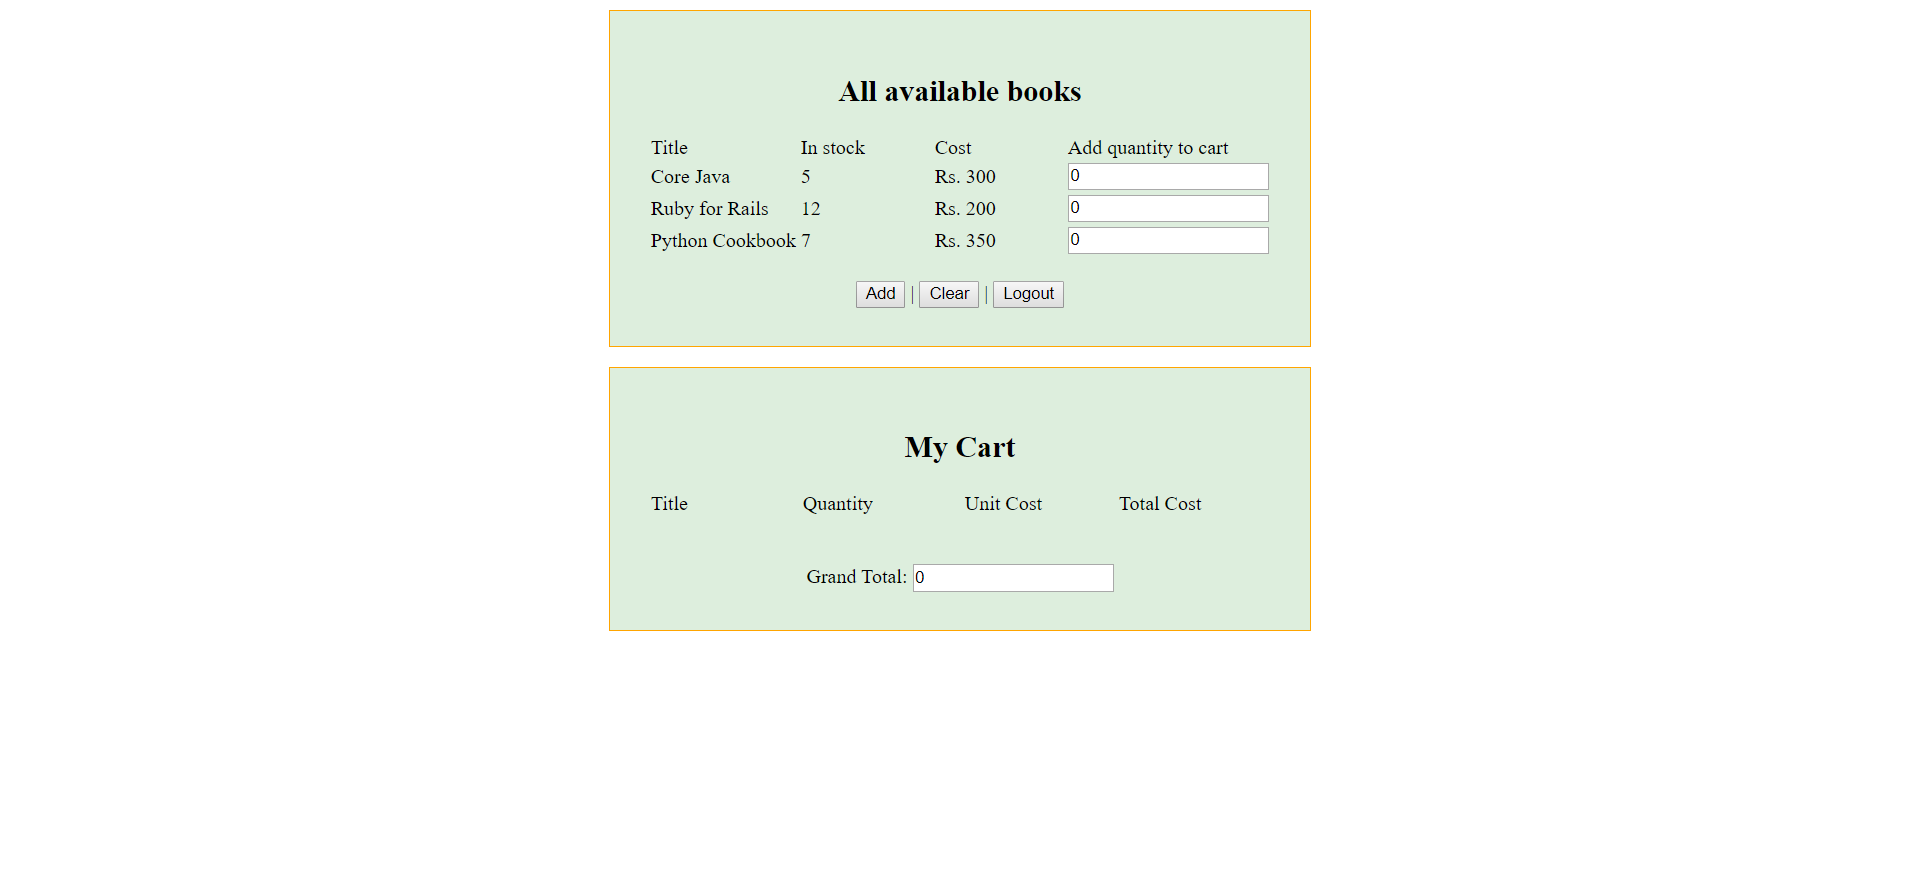 All available books
Title In stock Cost Add quantity to cart
Core Java 5 Rs. 300 0
Ruby for Rails 12 Rs. 200 0
Python Cookbook 7 Rs. 350 0
Add | Clear | Logout
My Cart
Title Quantity Unit Cost Total Cost
Grand Total: 0